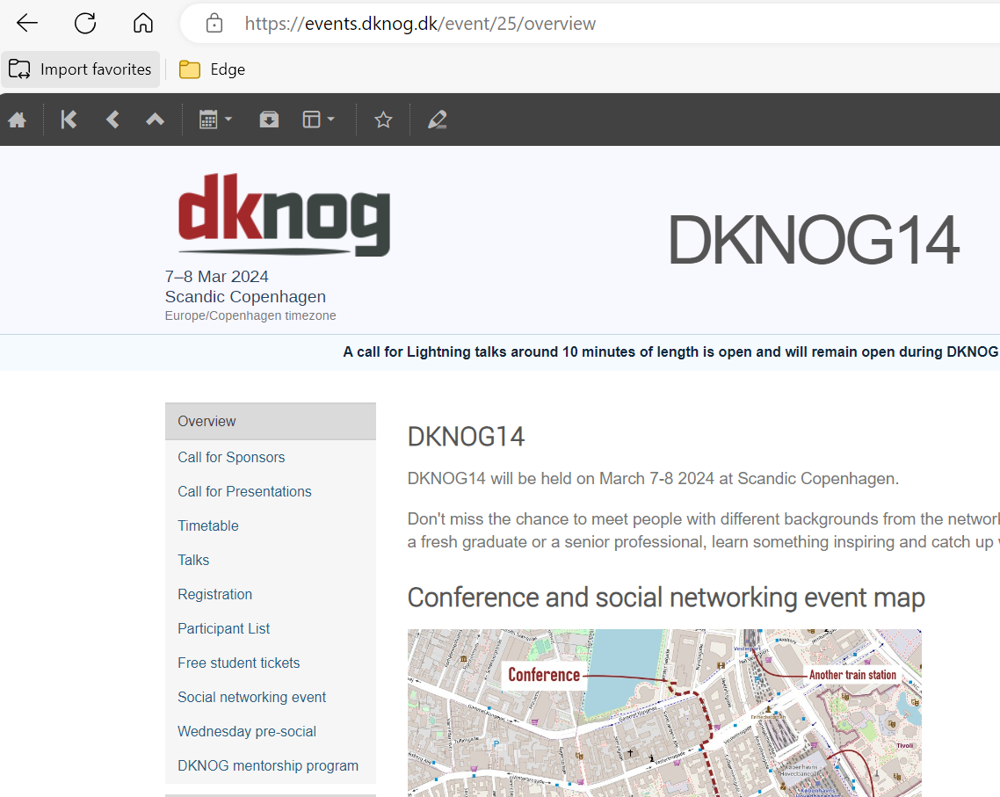 https://events.dknog.dk/event/25/overview
Import favorites
Edge
dknog
DKNOG14
7–8 Mar 2024
Scandic Copenhagen
Europe/Copenhagen timezone
A call for Lightning talks around 10 minutes of length is open and will remain open during DKNOG
Overview
Call for Sponsors
Call for Presentations
Timetable
Talks
Registration
Participant List
Free student tickets
Social networking event
Wednesday pre-social
DKNOG mentorship program
DKNOG14
DKNOG14 will be held on March 7-8 2024 at Scandic Copenhagen.
Don't miss the chance to meet people with different backgrounds from the network
a fresh graduate or a senior professional, learn something inspiring and catch up
Conference and social networking event map
Vesterport
Conference
Another train station
Tivoli
København
Hovedbanegård